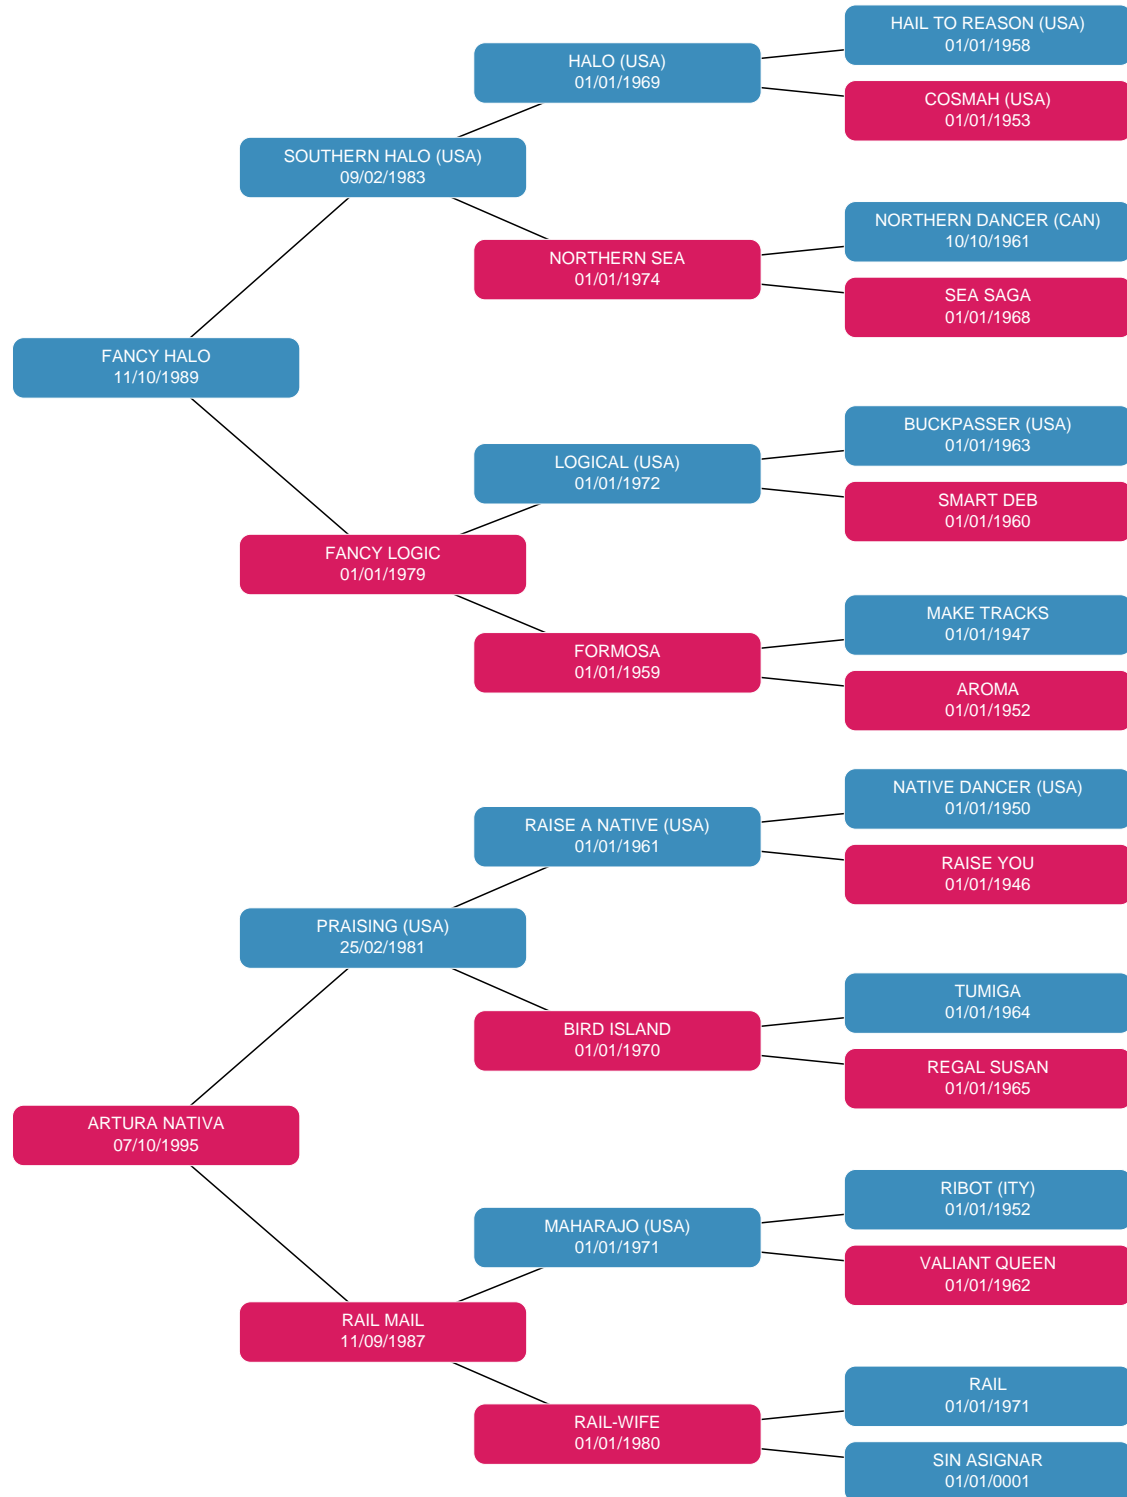 HAIL TO REASON (USA)
01/01/1958
HALO (USA)
01/01/1969
COSMAH (USA)
01/01/1953
SOUTHERN HALO (USA)
09/02/1983
NORTHERN DANCER (CAN)
10/10/1961
NORTHERN SEA
01/01/1974
SEA SAGA
01/01/1968
FANCY HALO
11/10/1989
BUCKPASSER (USA)
01/01/1963
LOGICAL (USA)
01/01/1972
SMART DEB
01/01/1960
FANCY LOGIC
01/01/1979
MAKE TRACKS
01/01/1947
FORMOSA
01/01/1959
AROMA
01/01/1952
NATIVE DANCER (USA)
01/01/1950
RAISE A NATIVE (USA)
01/01/1961
RAISE YOU
01/01/1946
PRAISING (USA)
25/02/1981
TUMIGA
01/01/1964
BIRD ISLAND
01/01/1970
REGAL SUSAN
01/01/1965
ARTURA NATIVA
07/10/1995
RIBOT (ITY)
01/01/1952
MAHARAJO (USA)
01/01/1971
VALIANT QUEEN
01/01/1962
RAIL MAIL
11/09/1987
RAIL
01/01/1971
RAIL-WIFE
01/01/1980
SIN ASIGNAR
01/01/0001